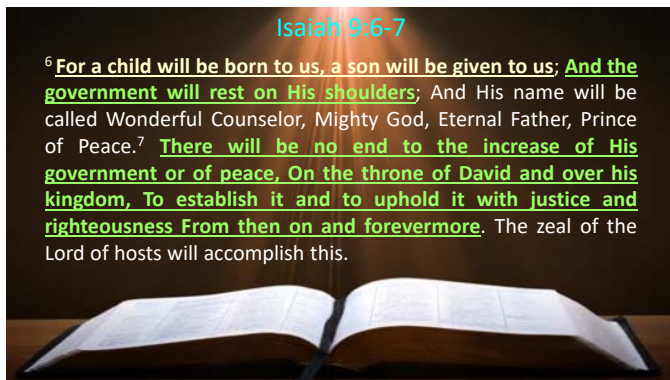 Isaiah 9:6-7
6 For a child will be born to us, a son will be given to us; And the
government will rest on His shoulders; And His name will be
called Wonderful Counselor, Mighty God, Eternal Father, Prince
of Peace.7 There will be no end to the increase of His
government or of peace, On the throne of David and over his
kingdom, To establish it and to uphold it with justice and
righteousness From then on and forevermore. The zeal of the
Lord of hosts will accomplish this.